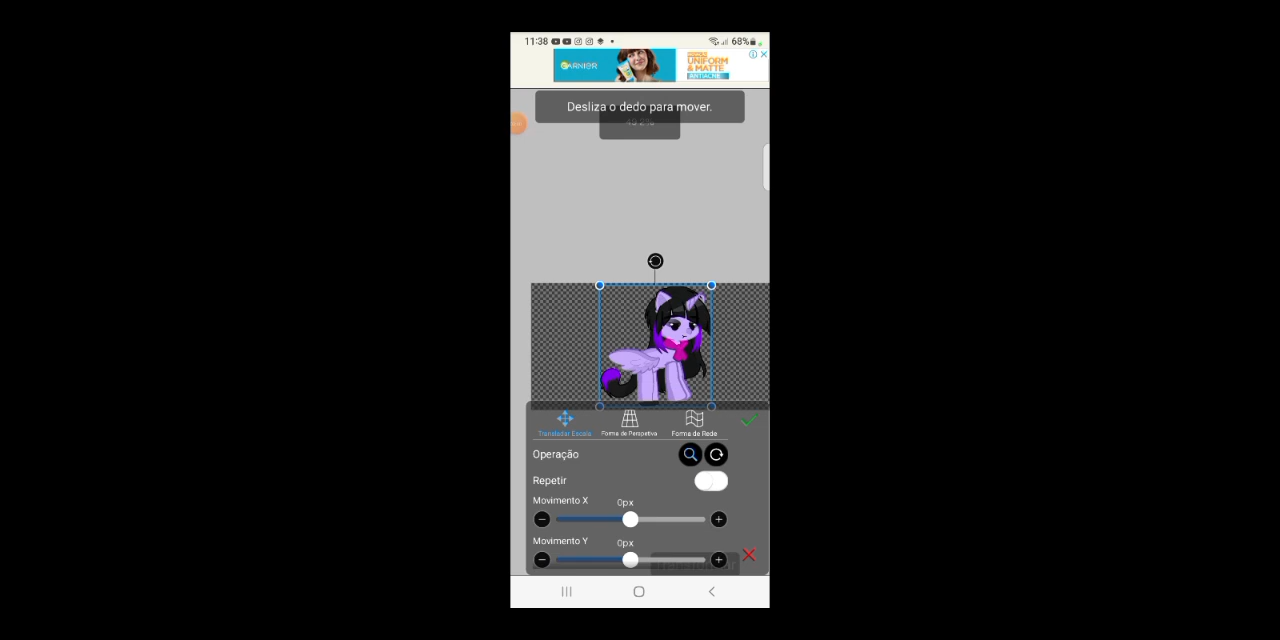 11:38
68%
GARNIER
UNIFORM
& MATTE
ANTIACNE
Desliza o dedo para mover.
Transladar Escala
Forma de Perspetiva
Forma de Rede
Operação
Repetir
Movimento X
0px
Movimento Y
0px